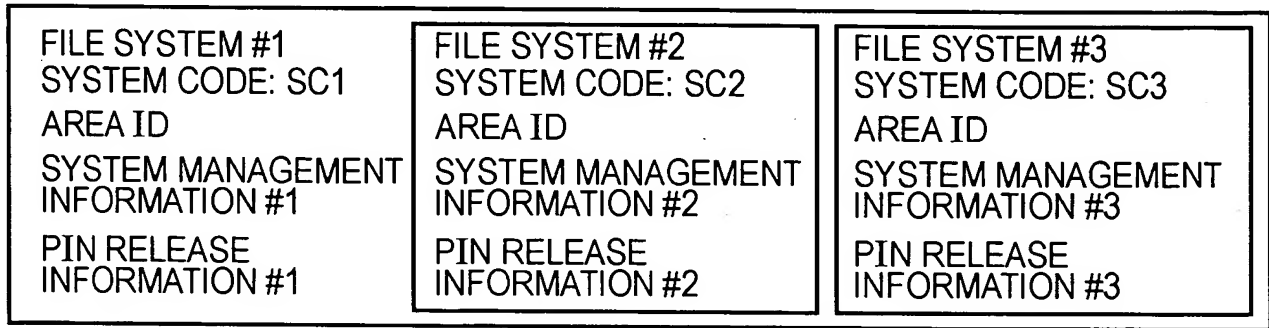 FILE SYSTEM #1
SYSTEM CODE: SC1
AREA ID
SYSTEM MANAGEMENT
INFORMATION #1
PIN RELEASE
INFORMATION #1
FILE SYSTEM #2
SYSTEM CODE: SC2
AREA ID
SYSTEM MANAGEMENT
INFORMATION #2
PIN RELEASE
INFORMATION #2
FILE SYSTEM #3
SYSTEM CODE: SC3
AREA ID
SYSTEM MANAGEMENT
INFORMATION #3
PIN RELEASE
INFORMATION #3